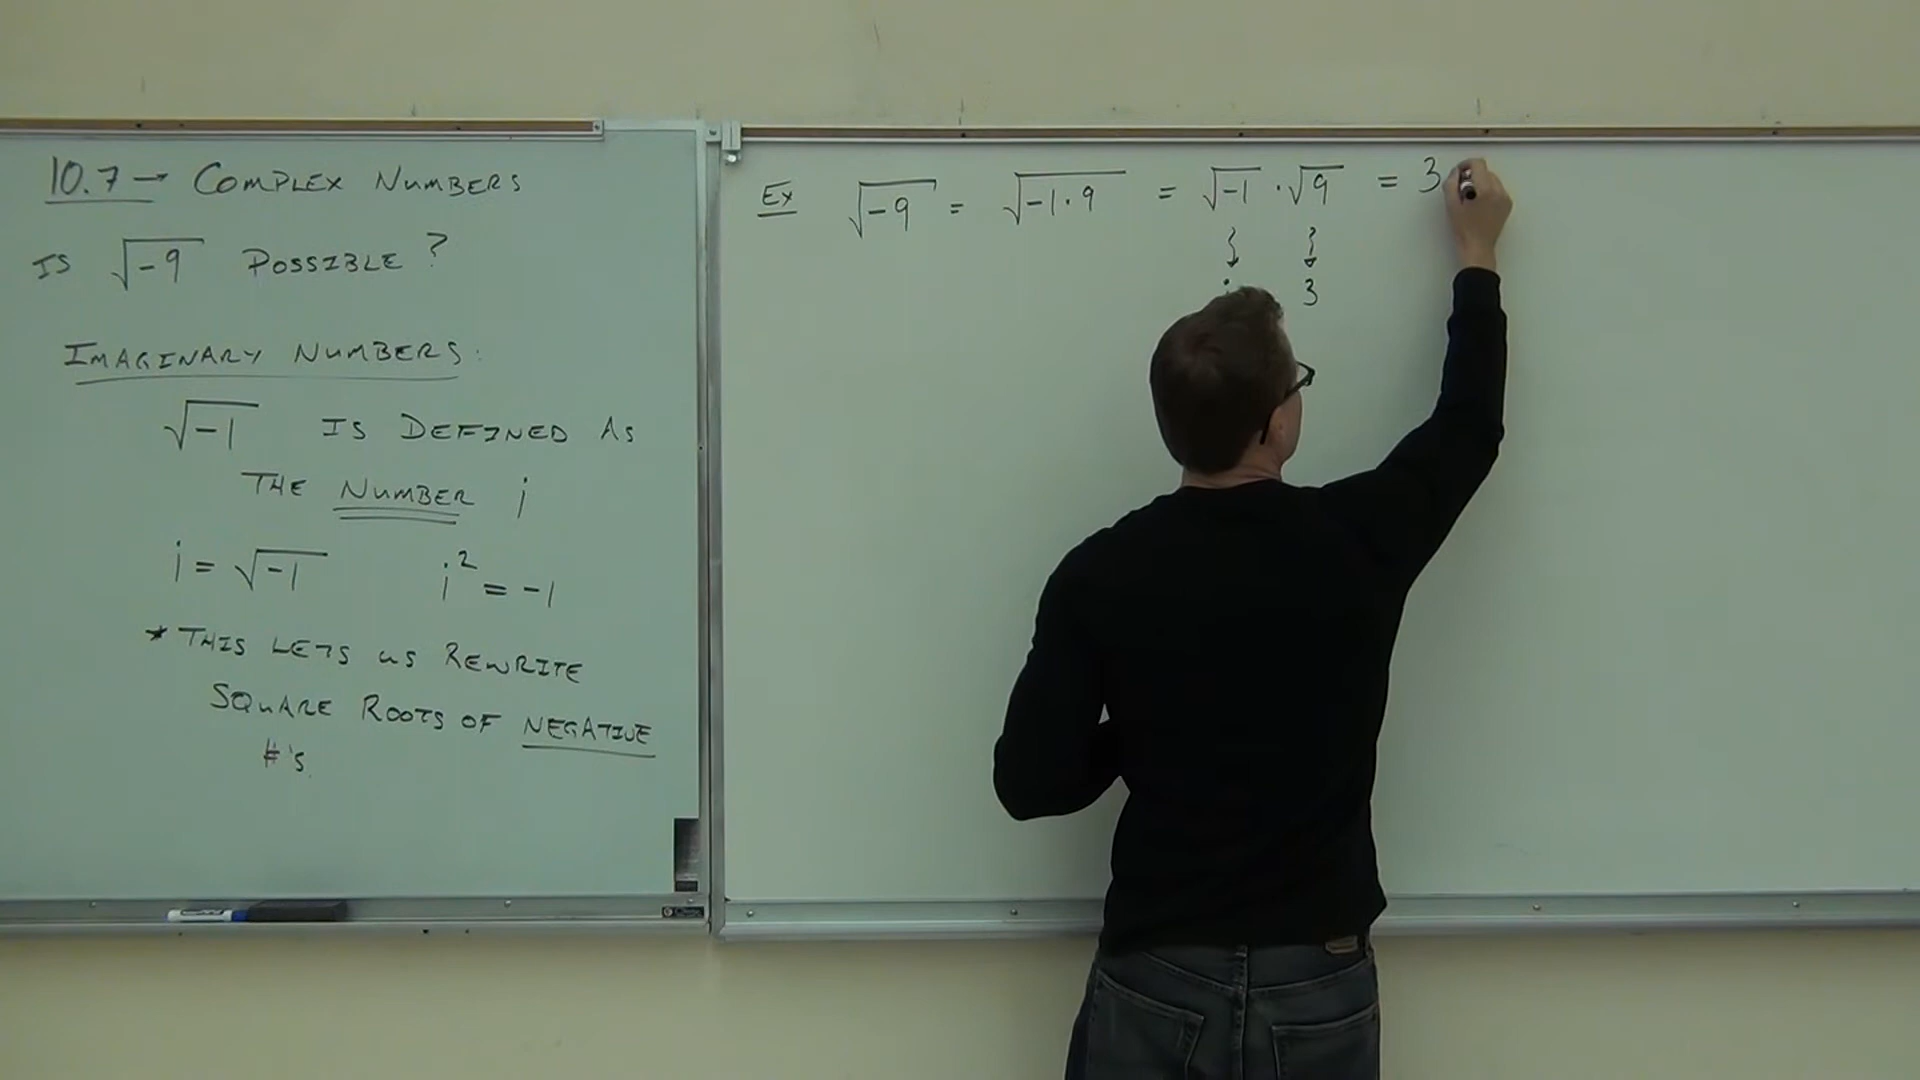 10.7 → COMPLEX NUMBERS
IS √-9 POSSIBLE?
IMAGINARY NUMBERS:
√-1 IS DEFINED AS
THE NUMBER i
i = √-1 i² = -1
* THIS LETS US REWRITE
SQUARE ROOTS OF NEGATIVE
#'s.
Ex √-9 = √-1·9 = √-1 · √9 = 3
3